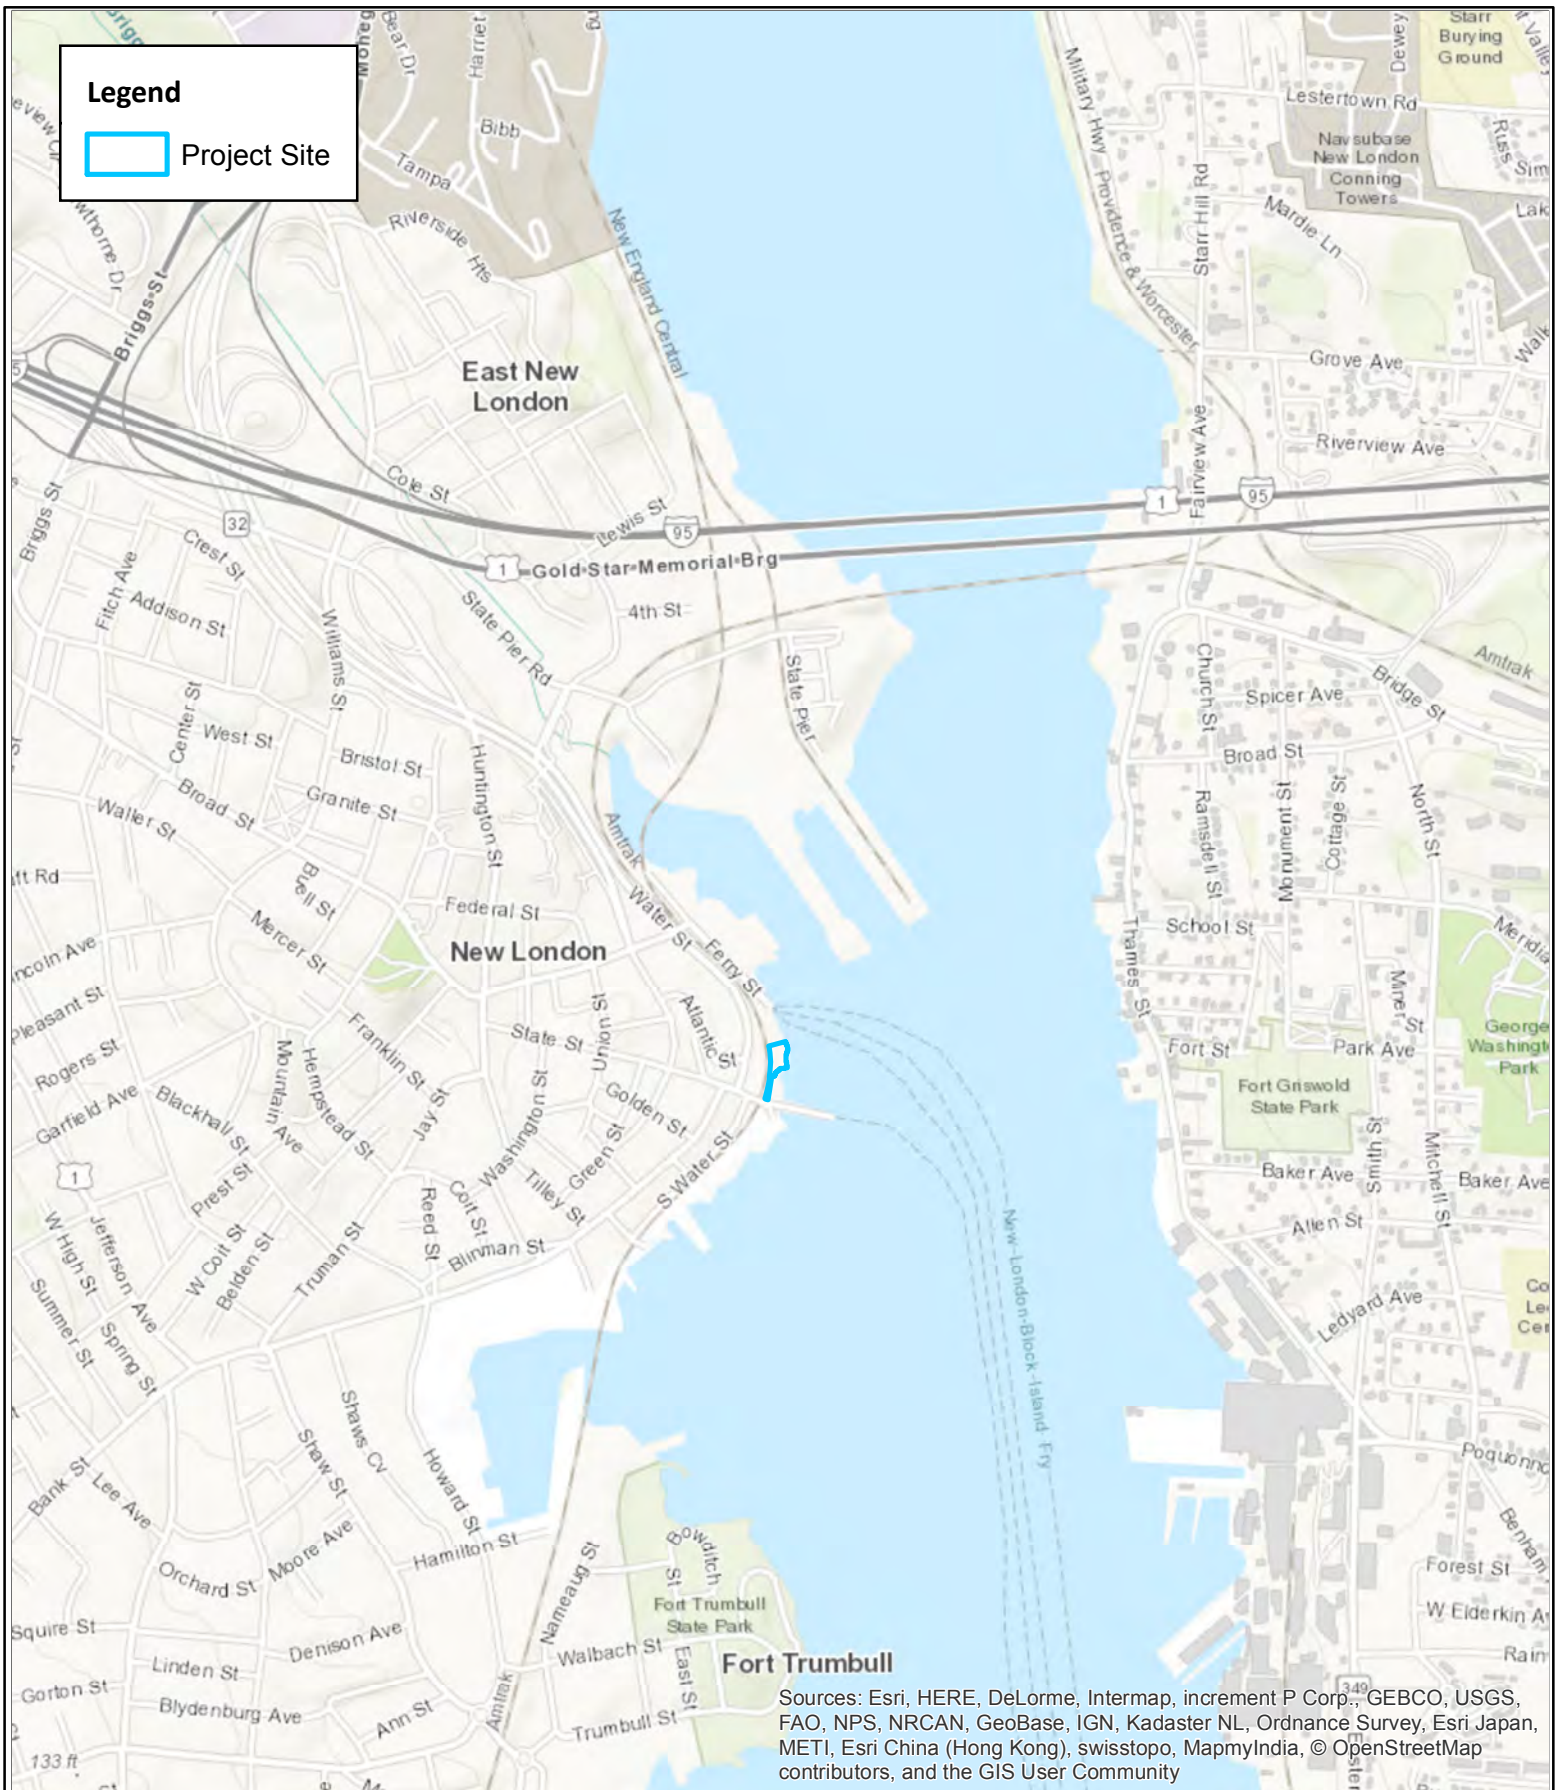 Legend
Project Site
Bear Dr
Harriet
Bibb
Tampa
Riverside Hts
Briggs St
New England Central
Military Hwy
Providence & Worcester
Starr Hill Rd
Lestertown Rd
Dewey
Starr
Burying
Ground
Navsubase
New London
Conning
Towers
Mardie Ln
Grove Ave
Riverview Ave
Fairview Ave
East New
London
Cole St
Lewis St
95
1
95
1
Gold Star Memorial Brg
32
Briggs St
Crest St
Fitch Ave
Addison St
Williams St
State Pier Rd
4th St
State Pier
Church St
Spicer Ave
Bridge St
Amtrak
Broad St
Center St
West St
Bristol St
Granite St
Huntington St
Broad St
Waller St
Amtrak
Ramsdell St
Monument St
Cottage St
North St
Buell St
Federal St
Mercer St
Water St
Ferry St
New London
Thames St
School St
Pleasant St
Rogers St
Garfield Ave
Franklin St
State St
Union St
Atlantic St
Miner
St
Fort St
Park Ave
George
Park
Fort Griswold
State Park
Mountain Ave
Hempstead St
Blackhall St
Jay St
Washington St
Golden St
Green St
Tilley St
S Water St
Smith St
Mitchell St
Baker Ave
Baker Ave
Allen St
1
Prest St
Reed St
Coit St
Blinman St
W High St
Jefferson Ave
W Coit St
Belden St
Truman St
Summer St
Spring St
New London-Block Island Fry
Ledyard Ave
Bank St
Lee Ave
Shaws Cv
Shaw St
Howard St
Hamilton St
Moore Ave
Orchard St
Nameaug St
Bowditch
St
Fort Trumbull
State Park
Benham
Forest St
W Elderkin
Squire St
Denison Ave
Linden St
Gorton St
Blydenburg Ave
Ann St
Amtrak
Walbach St
East St
Trumbull St
Fort Trumbull
349
133 ft
Sources: Esri, HERE, DeLorme, Intermap, increment P Corp., GEBCO, USGS,
FAO, NPS, NRCAN, GeoBase, IGN, Kadaster NL, Ordnance Survey, Esri Japan,
METI, Esri China (Hong Kong), swisstopo, MapmyIndia, © OpenStreetMap
contributors, and the GIS User Community